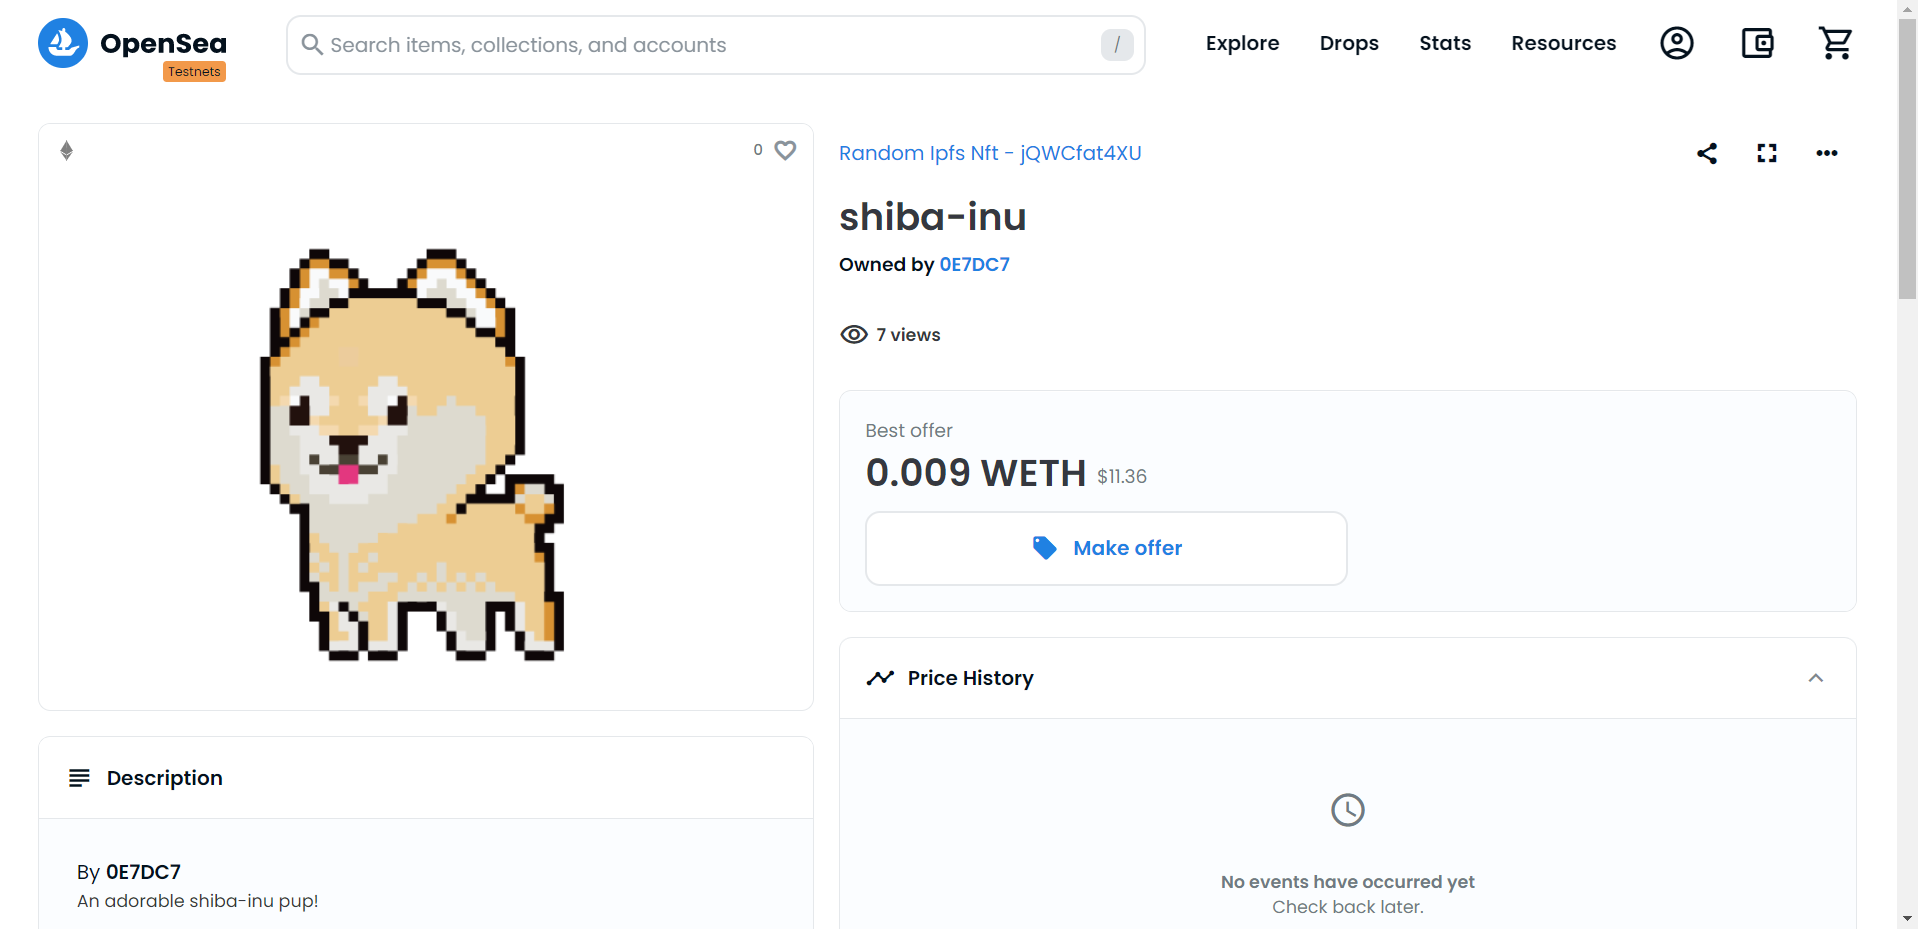 OpenSea
Testnets
Search items, collections, and accounts
/
Explore
Drops
Stats
Resources
0
Random Ipfs Nft - jQWCfat4XU
shiba-inu
Owned by 0E7DC7
7 views
Best offer
0.009 WETH $11.36
Make offer
Price History
No events have occurred yet
Check back later.
Description
By 0E7DC7
An adorable shiba-inu pup!